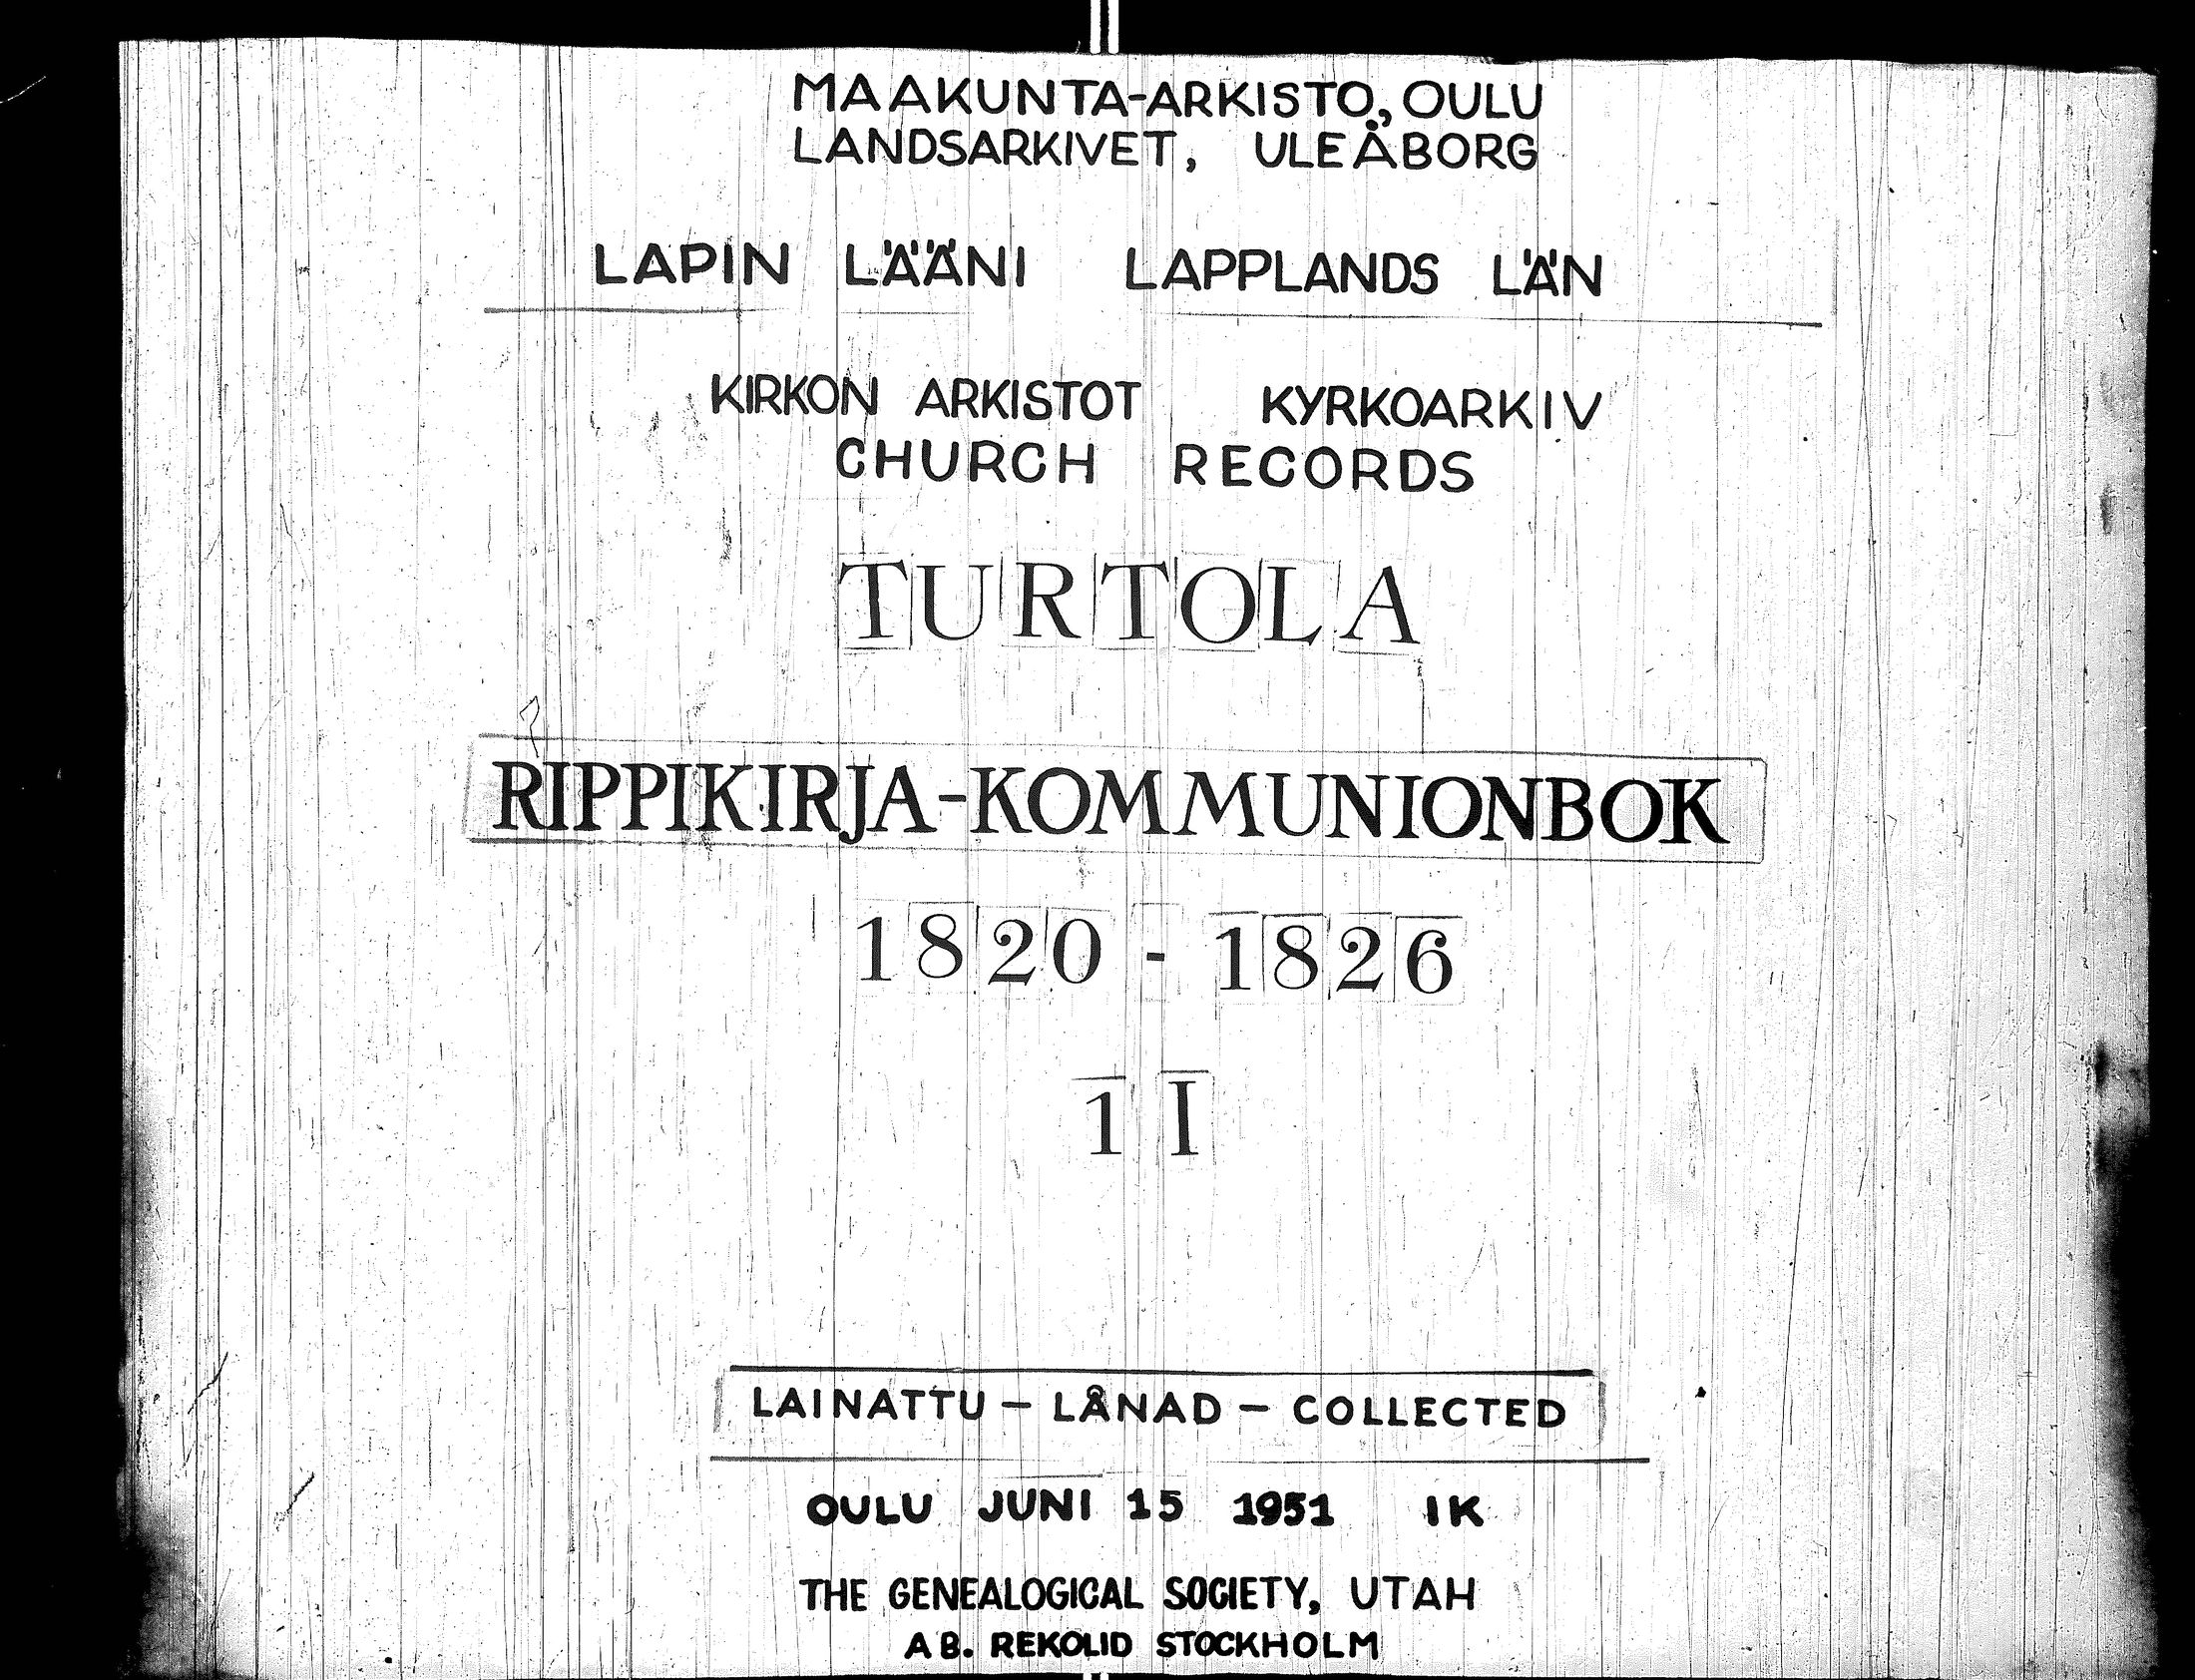 MAAKUNTA-ARKISTO, OULU
LANDSARKIVET, ULEÅBORG
LAPIN LÄÄNI LAPPLANDS LÄN
KIRKON ARKISTOT KYRKOARKIV
CHURCH RECORDS
TURTOLA
RIPPIKIRJA-KOMMUNIONBOK
1820 - 1826
1 I
LAINATTU - LÅNAD - COLLECTED
OULU JUNI 15 1951 IK
THE GENEALOGICAL SOCIETY, UTAH
AB. REKOLID STOCKHOLM